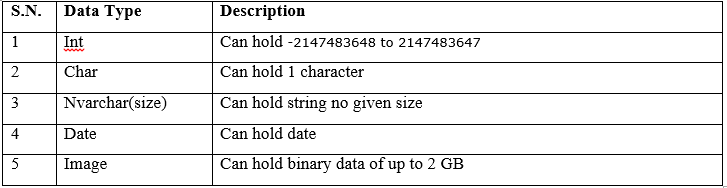 S.N. Data Type Description
1 Int Can hold -2147483648 to 2147483647
2 Char Can hold 1 character
3 Nvarchar(size) Can hold string no given size
4 Date Can hold date
5 Image Can hold binary data of up to 2 GB